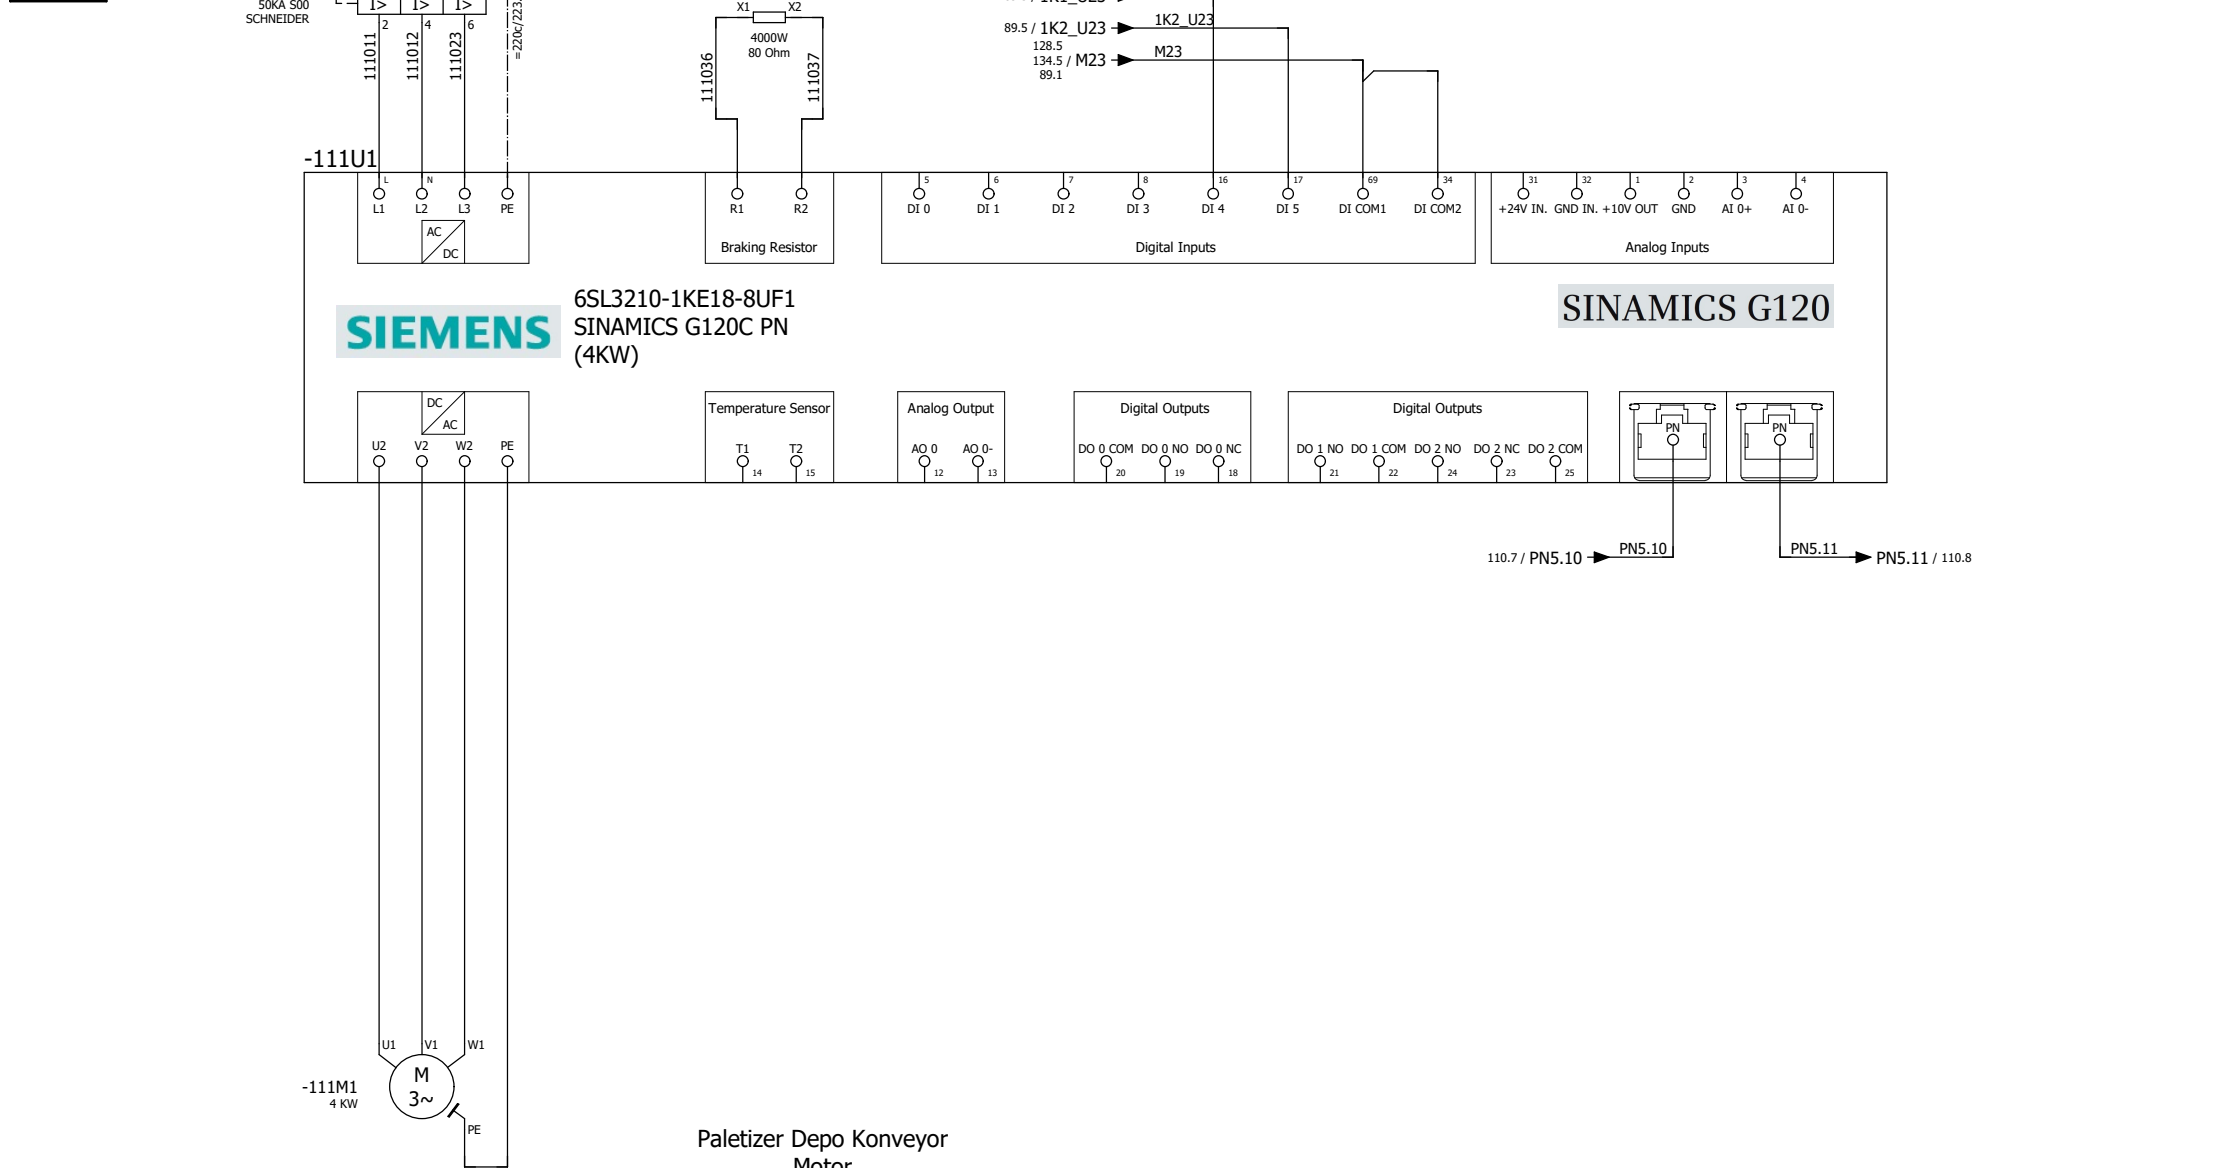 50KA S00
SCHNEIDER
I> I> I>
2 4 6
111011
111012
111023
X1 X2
4000W
80 Ohm
111036
111037
89.5 / 1K2_U23
1K2_U23
128.5
134.5 / M23
89.1
M23
-111U1
L N
L1 L2 L3 PE
AC
DC
R1 R2
Braking Resistor
5 6 7 8 16 17 69 34
DI 0 DI 1 DI 2 DI 3 DI 4 DI 5 DI COM1 DI COM2
Digital Inputs
31 32 1 2 3 4
+24V IN. GND IN. +10V OUT GND AI 0+ AI 0-
Analog Inputs
SIEMENS
6SL3210-1KE18-8UF1
SINAMICS G120C PN
(4KW)
SINAMICS G120
DC
AC
U2 V2 W2 PE
Temperature Sensor
T1 T2
14 15
Analog Output
AO 0 AO 0-
12 13
Digital Outputs
DO 0 COM DO 0 NO DO 0 NC
20 19 18
Digital Outputs
DO 1 NO DO 1 COM DO 2 NO DO 2 NC DO 2 COM
21 22 24 23 25
PN PN
110.7 / PN5.10
PN5.10
PN5.11
PN5.11 / 110.8
U1 V1 W1
M
3~
-111M1
4 KW
PE
Paletizer Depo Konveyor
Motor